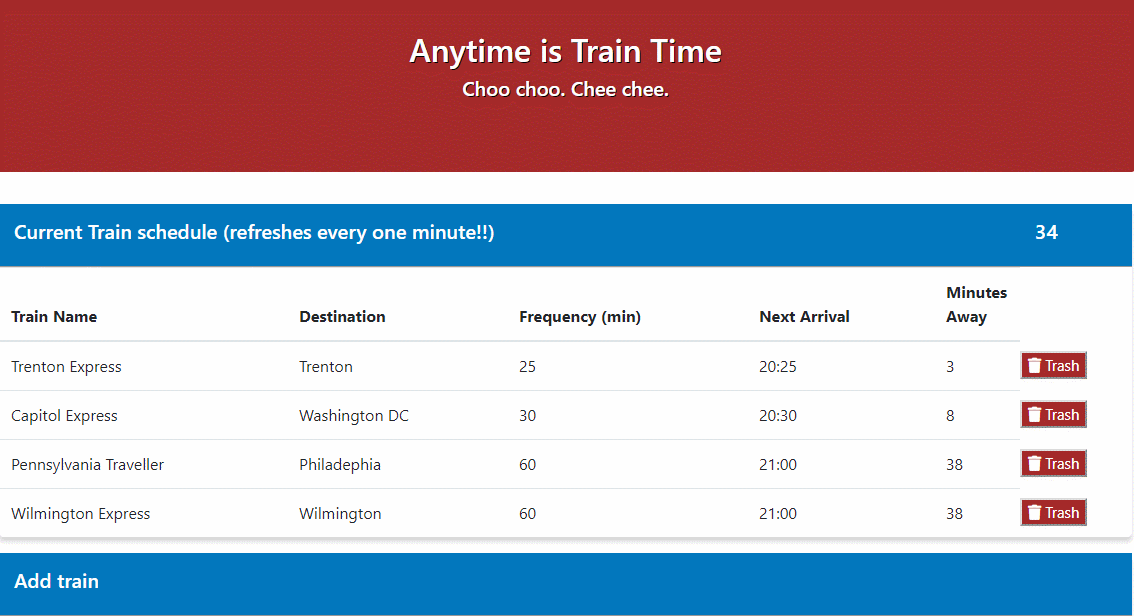 Anytime is Train Time
Choo choo. Chee chee.
Current Train schedule (refreshes every one minute!!) 34
Train Name Destination Frequency (min) Next Arrival Minutes Away
Trenton Express Trenton 25 20:25 3 Trash
Capitol Express Washington DC 30 20:30 8 Trash
Pennsylvania Traveller Philadephia 60 21:00 38 Trash
Wilmington Express Wilmington 60 21:00 38 Trash
Add train